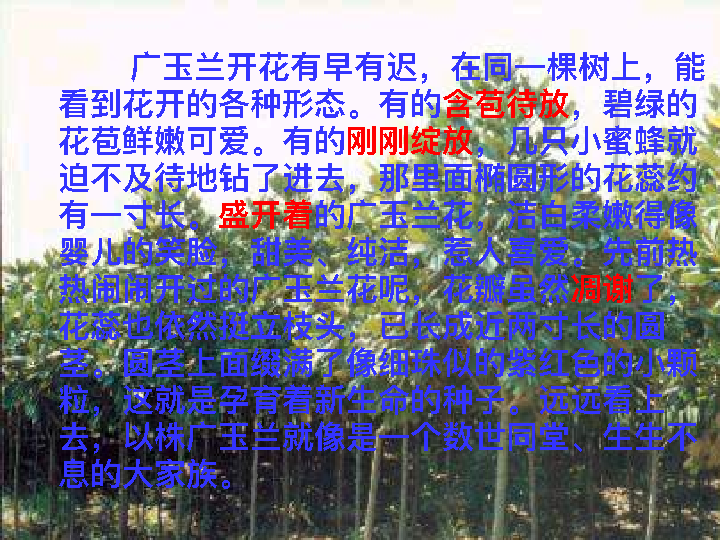 广玉兰开花有早有迟，在同一棵树上，能
看到花开的各种形态。有的含苞待放，碧绿的
花苞鲜嫩可爱。有的刚刚绽放，几只小蜜蜂就
迫不及待地钻了进去，那里面椭圆形的花蕊约
有一寸长。盛开着的广玉兰花，洁白柔嫩得像
婴儿的笑脸，甜美、纯洁，惹人喜爱。先前热
热闹闹开过的广玉兰花呢，花瓣虽然凋谢了，
花蕊也依然挺立枝头，已长成近两寸长的圆
茎。圆茎上面缀满了像细珠似的紫红色的小颗
粒，这就是孕育着新生命的种子。远远看上
去，以株广玉兰就像是一个数世同堂、生生不
息的大家族。